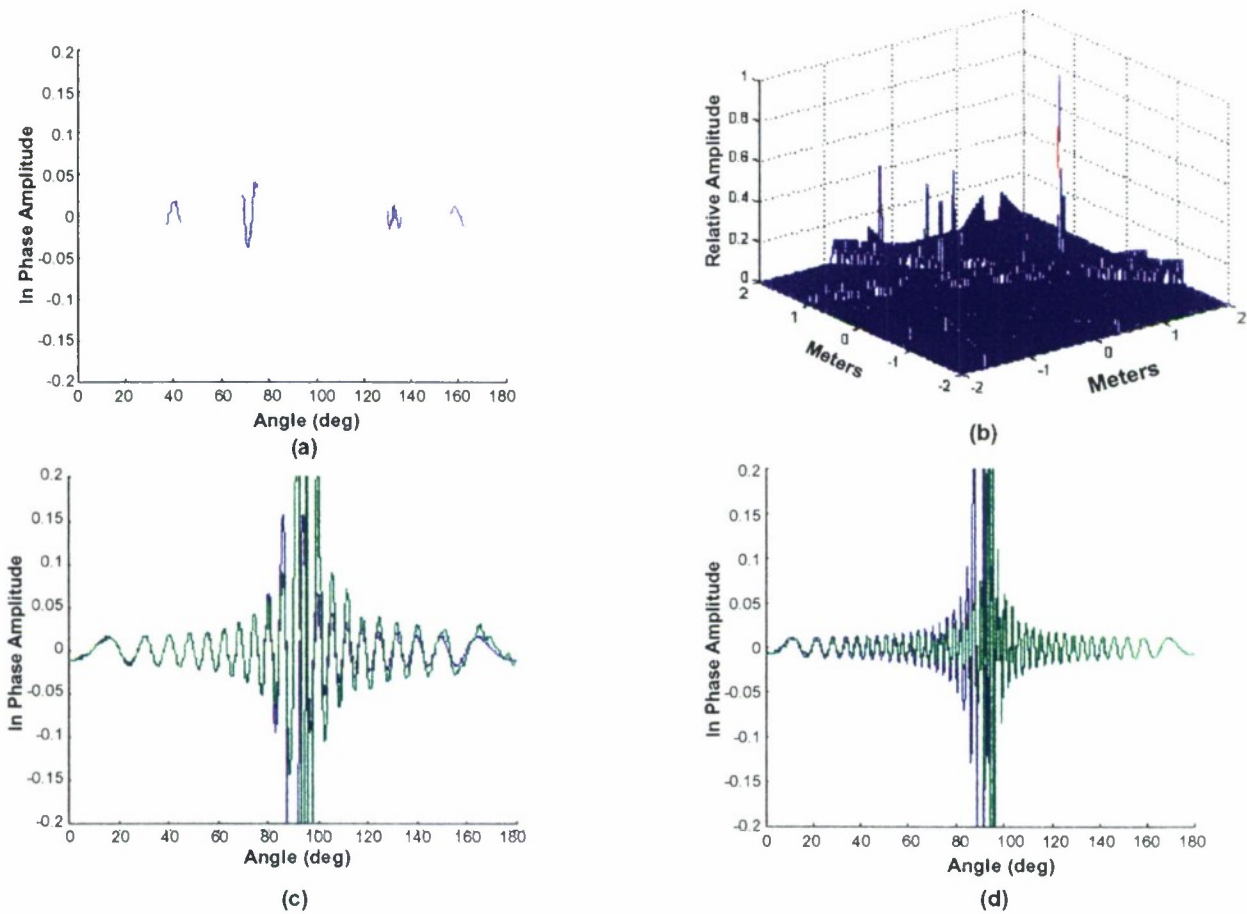 0.2
0.15
0.1
0.05
0
-0.05
-0.1
-0.15
-0.2
In Phase Amplitude
0 20 40 60 80 100 120 140 160 180
Angle (deg)
(a)
1
0.8
0.6
0.4
0.2
0
Relative Amplitude
2 1 0 -1 -2
Meters
-2 -1 0 1 2
Meters
(b)
0.2
0.15
0.1
0.05
0
-0.05
-0.1
-0.15
-0.2
In Phase Amplitude
0 20 40 60 80 100 120 140 160 180
Angle (deg)
(c)
0.2
0.15
0.1
0.05
0
-0.05
-0.1
-0.15
-0.2
In Phase Amplitude
0 20 40 60 80 100 120 140 160 180
Angle (deg)
(d)